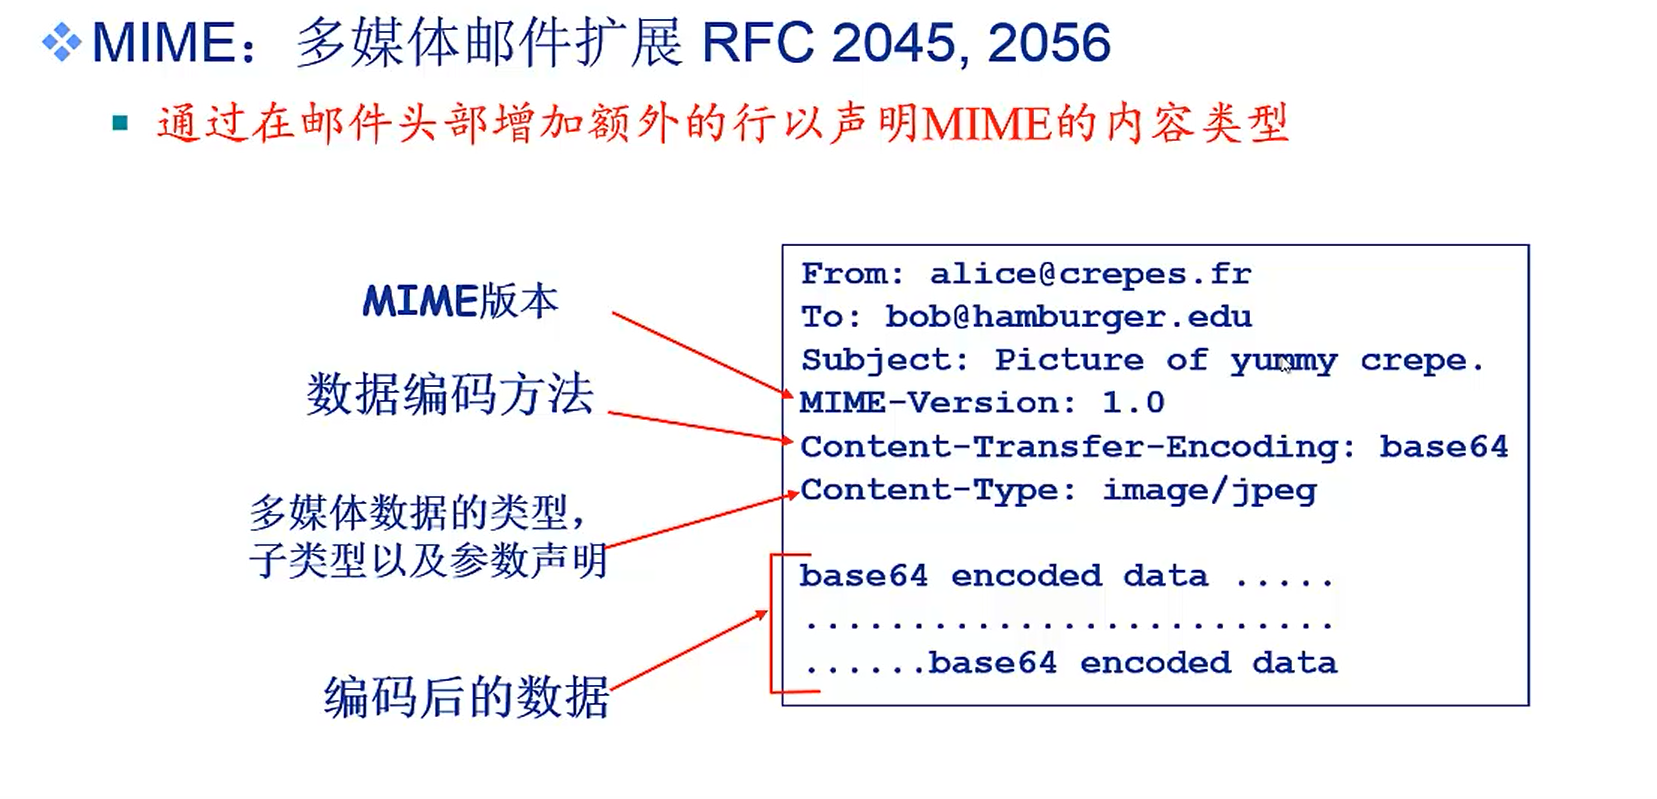 MIME：多媒体邮件扩展 RFC 2045, 2056
通过在邮件头部增加额外的行以声明MIME的内容类型
MIME版本
数据编码方法
多媒体数据的类型，
子类型以及参数声明
编码后的数据
From: alice@crepes.fr
To: bob@hamburger.edu
Subject: Picture of yummy crepe.
MIME-Version: 1.0
Content-Transfer-Encoding: base64
Content-Type: image/jpeg
base64 encoded data .....
.........................
......base64 encoded data